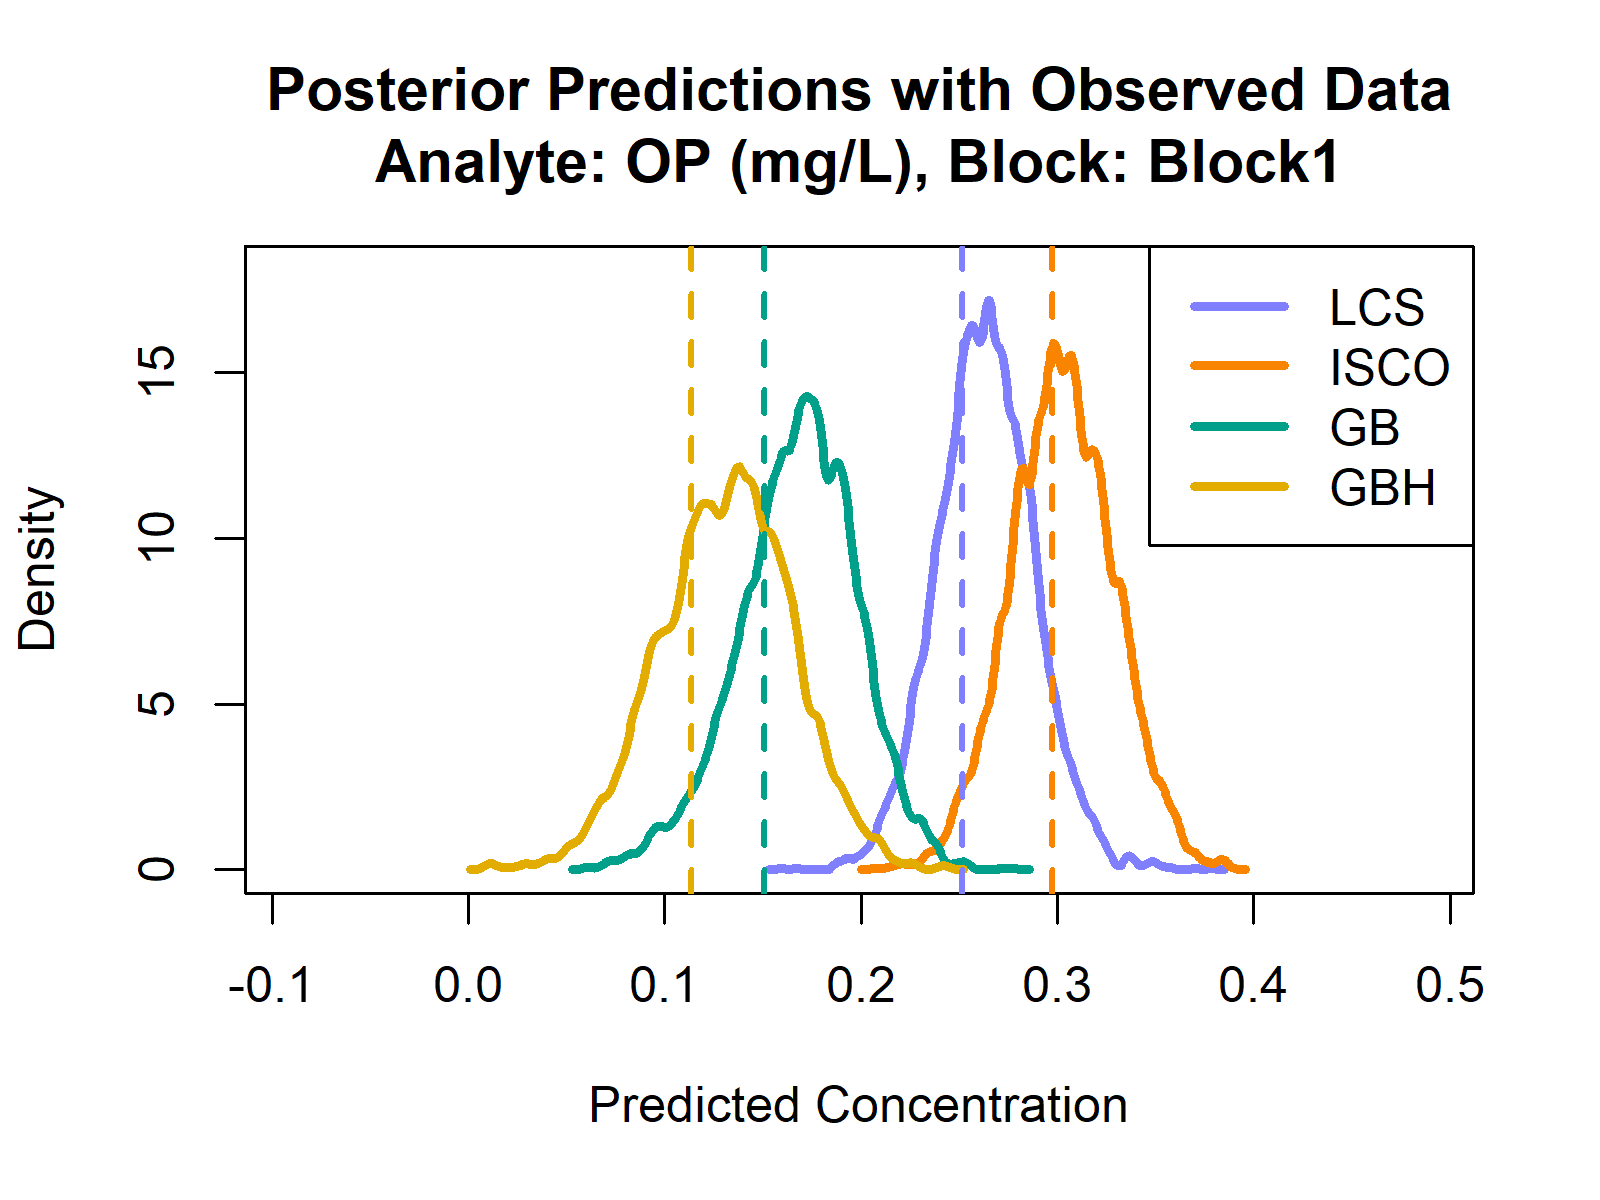 Posterior Predictions with Observed Data
Analyte: OP (mg/L), Block: Block1
LCS
ISCO
GB
GBH
Density
15
10
5
0
-0.1 0.0 0.1 0.2 0.3 0.4 0.5
Predicted Concentration